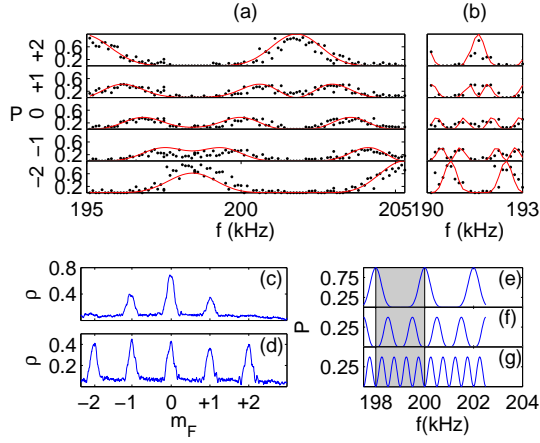 (a) (b)
+2 0.6 0.2
+1 0.6 0.2
P 0 0.6 0.2
−1 0.6 0.2
−2 0.6 0.2
195 200 205 190 193
f (kHz) f (kHz)
0.8 (c) 0.75 (e)
ρ 0.4 0.25
(d) P 0.25 (f)
ρ 0.4 0.2 0.25 (g)
−2 −1 0 +1 +2 198 200 202 204
m_F f(kHz)